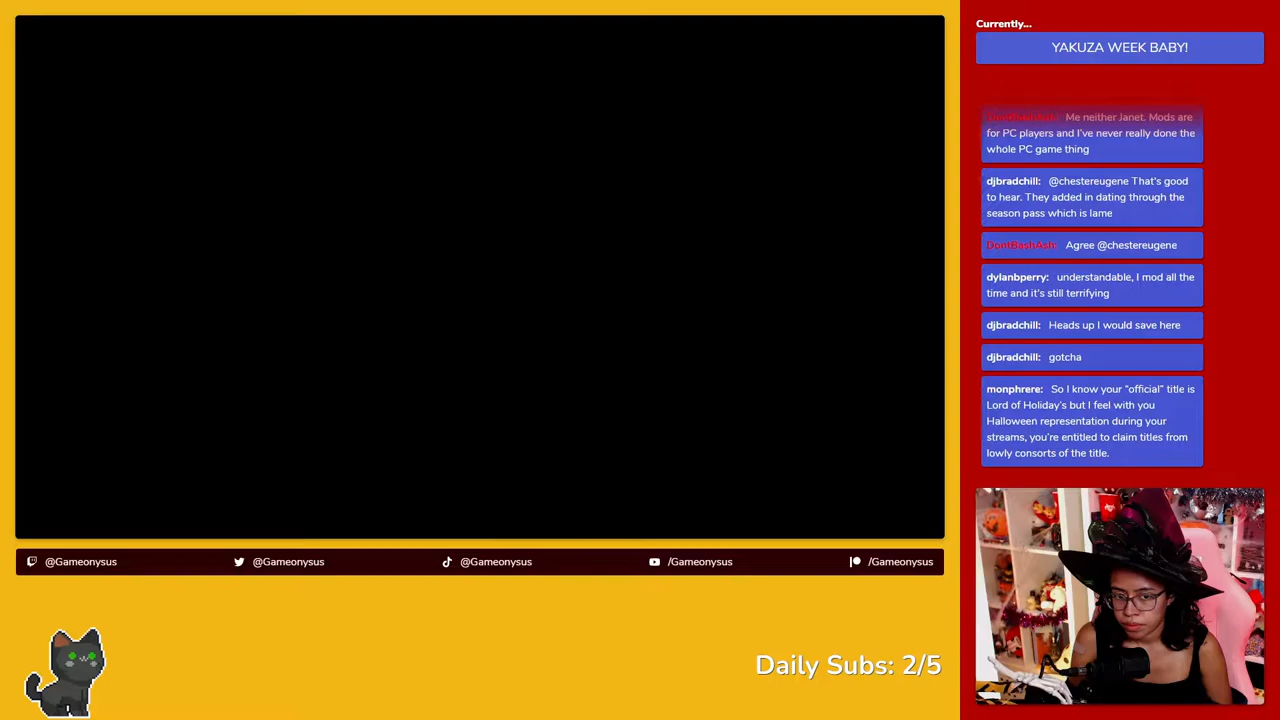 Currently...
YAKUZA WEEK BABY!
DontBashAsh: Me neither Janet. Mods are
for PC players and I've never really done the
whole PC game thing
djbradchill: @chestereugene That's good
to hear. They added in dating through the
season pass which is lame
DontBashAsh: Agree @chestereugene
dylanbperry: understandable, I mod all the
time and it's still terrifying
djbradchill: Heads up I would save here
djbradchill: gotcha
monphrere: So I know your “official” title is
Lord of Holiday's but I feel with you
Halloween representation during your
streams, you're entitled to claim titles from
lowly consorts of the title.
@Gameonysus @Gameonysus @Gameonysus /Gameonysus /Gameonysus
Daily Subs: 2/5